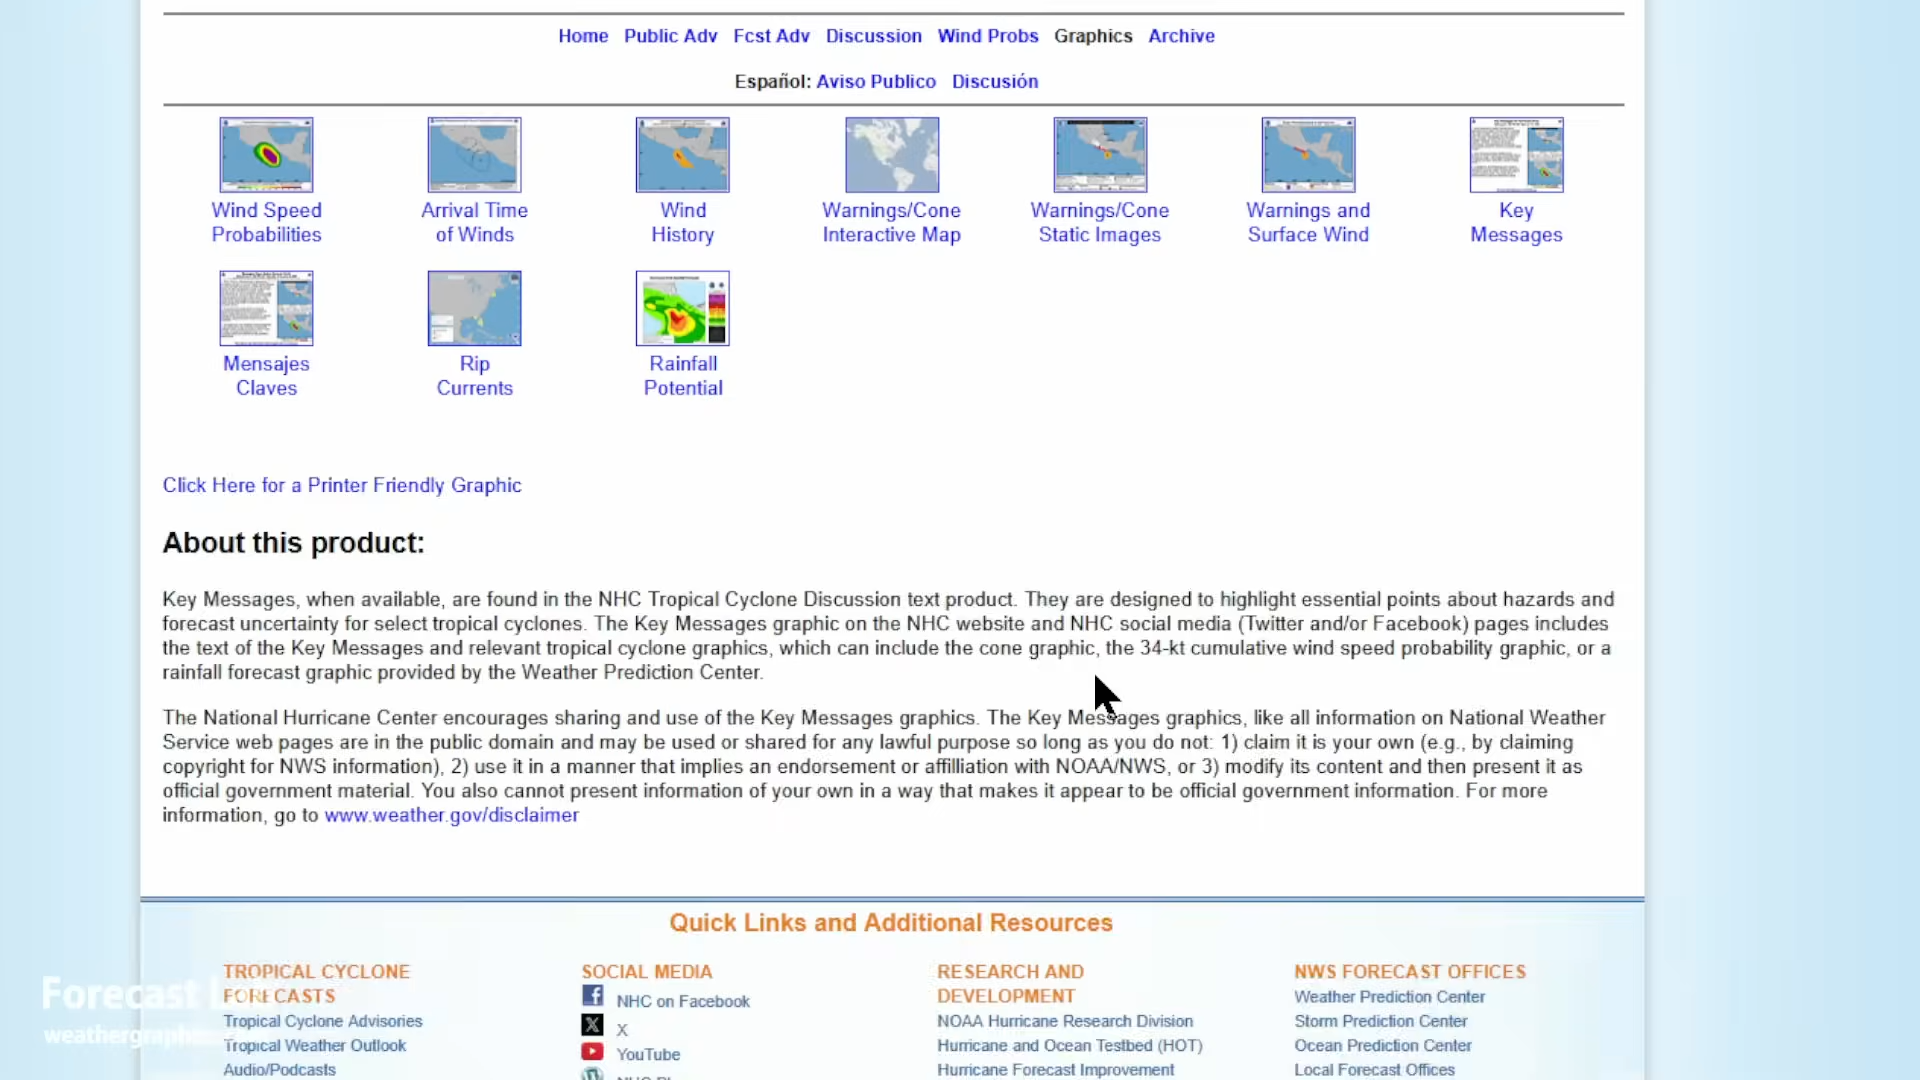 Home Public Adv Fcst Adv Discussion Wind Probs Graphics Archive
Español: Aviso Publico Discusión
Wind Speed
Probabilities
Arrival Time
of Winds
Wind
History
Warnings/Cone
Interactive Map
Warnings/Cone
Static Images
Warnings and
Surface Wind
Key
Messages
Mensajes
Claves
Rip
Currents
Rainfall
Potential
Click Here for a Printer Friendly Graphic
About this product:
Key Messages, when available, are found in the NHC Tropical Cyclone Discussion text product. They are designed to highlight essential points about hazards and
forecast uncertainty for select tropical cyclones. The Key Messages graphic on the NHC website and NHC social media (Twitter and/or Facebook) pages includes
the text of the Key Messages and relevant tropical cyclone graphics, which can include the cone graphic, the 34-kt cumulative wind speed probability graphic, or a
rainfall forecast graphic provided by the Weather Prediction Center.
The National Hurricane Center encourages sharing and use of the Key Messages graphics. The Key Messages graphics, like all information on National Weather
Service web pages are in the public domain and may be used or shared for any lawful purpose so long as you do not: 1) claim it is your own (e.g., by claiming
copyright for NWS information), 2) use it in a manner that implies an endorsement or affilliation with NOAA/NWS, or 3) modify its content and then present it as
official government material. You also cannot present information of your own in a way that makes it appear to be official government information. For more
information, go to www.weather.gov/disclaimer
Quick Links and Additional Resources
TROPICAL CYCLONE
FORECASTS
Tropical Cyclone Advisories
Tropical Weather Outlook
Audio/Podcasts
SOCIAL MEDIA
NHC on Facebook
X
YouTube
RESEARCH AND
DEVELOPMENT
NOAA Hurricane Research Division
Hurricane and Ocean Testbed (HOT)
Hurricane Forecast Improvement
NWS FORECAST OFFICES
Weather Prediction Center
Storm Prediction Center
Ocean Prediction Center
Local Forecast Offices
Forecast